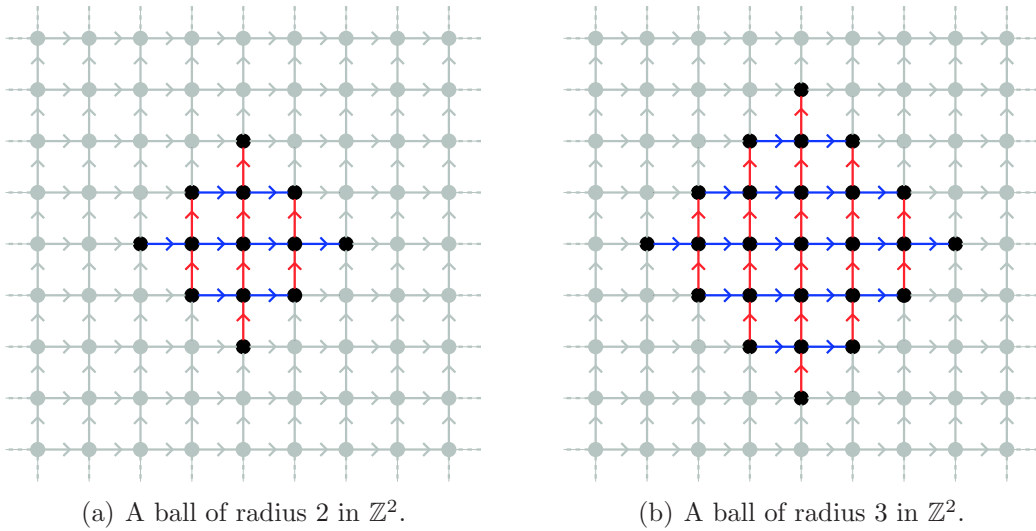 (a) A ball of radius 2 in ℤ².
(b) A ball of radius 3 in ℤ².